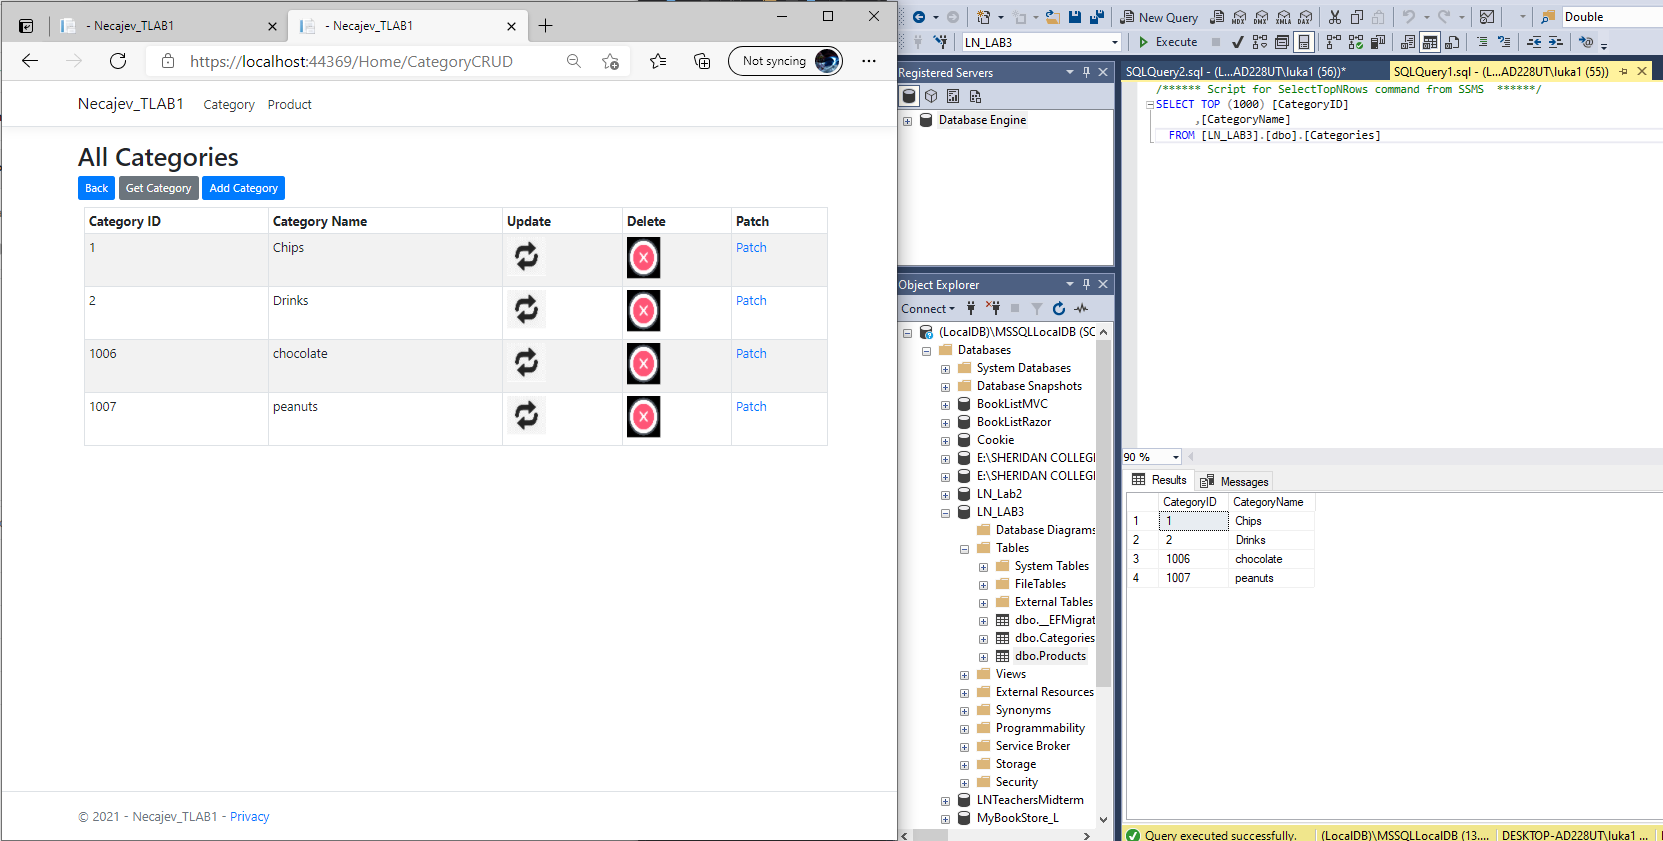 - Necajev_TLAB1
- Necajev_TLAB1
https://localhost:44369/Home/CategoryCRUD
Not syncing
Necajev_TLAB1 Category Product
All Categories
Back Get Category Add Category
Category ID Category Name Update Delete Patch
1 Chips X Patch
2 Drinks X Patch
1006 chocolate X Patch
1007 peanuts X Patch
© 2021 - Necajev_TLAB1 - Privacy
New Query MDX DMX XMLA DAX Double
LN_LAB3 Execute
Registered Servers
Database Engine
Object Explorer
Connect
(LocalDB)\MSSQLLocalDB (SC
Databases
System Databases
Database Snapshots
BookListMVC
BookListRazor
Cookie
E:\SHERIDAN COLLEGE
E:\SHERIDAN COLLEGE
LN_Lab2
LN_LAB3
Database Diagrams
Tables
System Tables
FileTables
External Tables
dbo.__EFMigrat
dbo.Categories
dbo.Products
Views
External Resources
Synonyms
Programmability
Service Broker
Storage
Security
LNTeachersMidterm
MyBookStore_L
SQLQuery2.sql - (L...AD228UT\luka1 (56))* SQLQuery1.sql - (L...AD228UT\luka1 (55))
/****** Script for SelectTopNRows command from SSMS ******/
SELECT TOP (1000) [CategoryID]
,[CategoryName]
FROM [LN_LAB3].[dbo].[Categories]
90 %
Results Messages
CategoryID CategoryName
1 1 Chips
2 2 Drinks
3 1006 chocolate
4 1007 peanuts
Query executed successfully. (LocalDB)\MSSQLLocalDB (13.... DESKTOP-AD228UT\luka1 ...